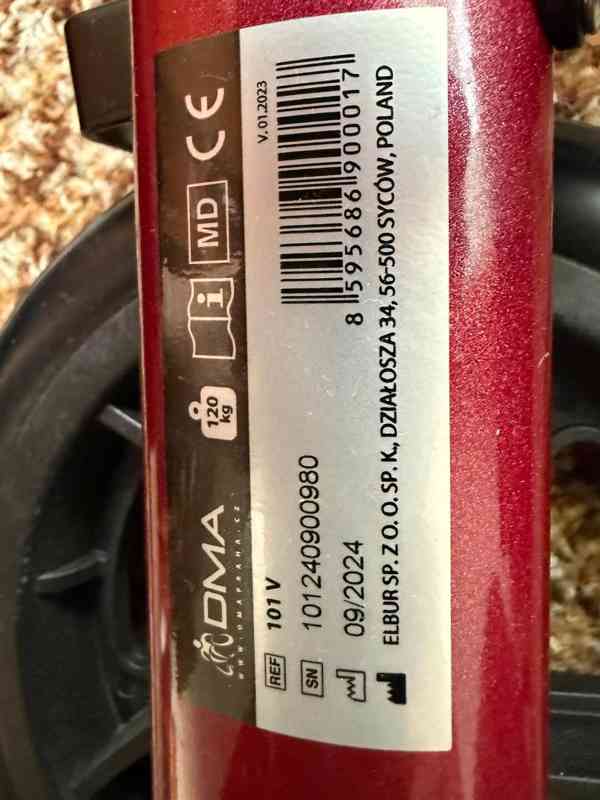 DMA
WWW.DMAPRAHA.CZ
120 kg
i
MD
CE
V. 01.2023
REF 101 V
SN 101240900980
09/2024
8 595686 900017
ELBUR SP. Z O. O. SP. K., DZIAŁOSZA 34, 56-500 SYCÓW, POLAND